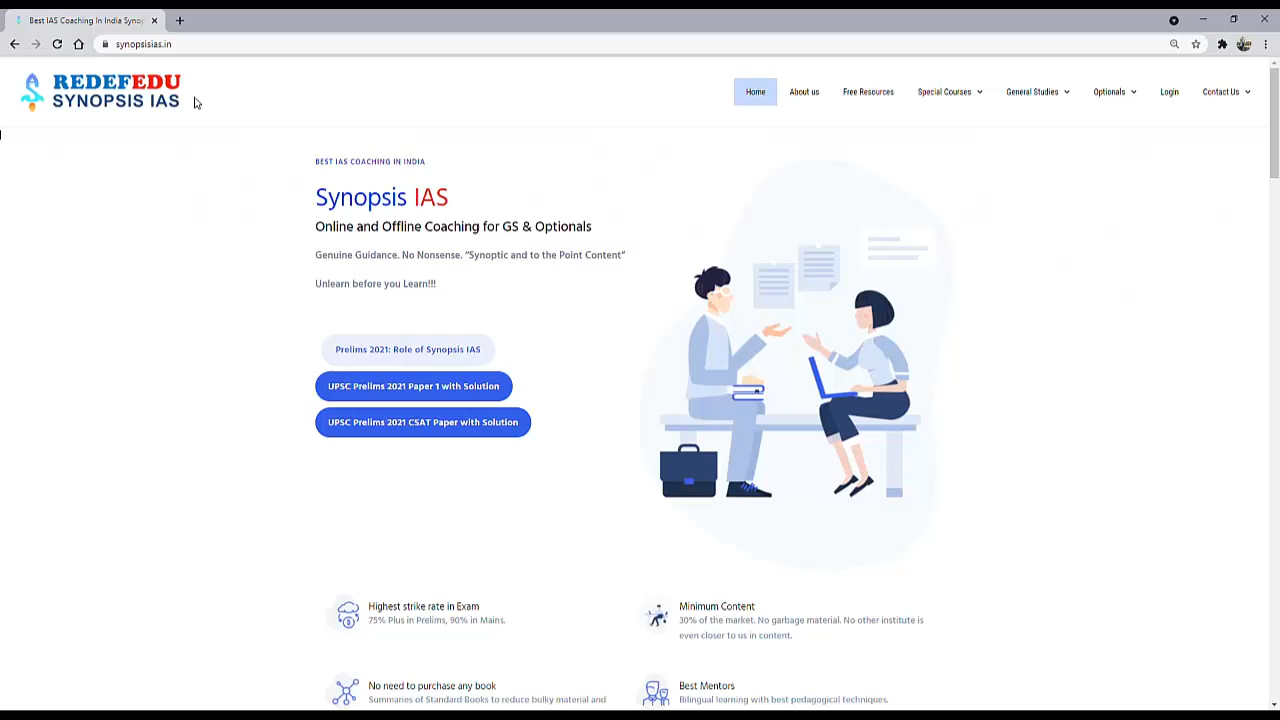 Best IAS Coaching In India Synop
synopsisias.in
REDEFEDU
SYNOPSIS IAS
Home
About us
Free Resources
Special Courses
General Studies
Optionals
Login
Contact Us
BEST IAS COACHING IN INDIA
Synopsis IAS
Online and Offline Coaching for GS & Optionals
Genuine Guidance. No Nonsense. “Synoptic and to the Point Content”
Unlearn before you Learn!!!
Prelims 2021: Role of Synopsis IAS
UPSC Prelims 2021 Paper 1 with Solution
UPSC Prelims 2021 CSAT Paper with Solution
Highest strike rate in Exam
75% Plus in Prelims, 90% in Mains.
Minimum Content
30% of the market. No garbage material. No other institute is
even closer to us in content.
No need to purchase any book
Summaries of Standard Books to reduce bulky material and
Best Mentors
Bilingual learning with best pedagogical techniques.